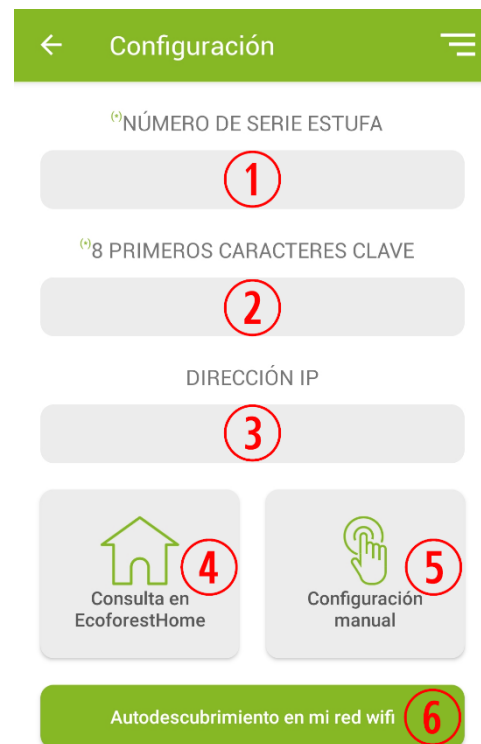 Configuración
(*)NÚMERO DE SERIE ESTUFA
1
(*)8 PRIMEROS CARACTERES CLAVE
2
DIRECCIÓN IP
3
4
Consulta en
EcoforestHome
5
Configuración
manual
Autodescubrimiento en mi red wifi 6